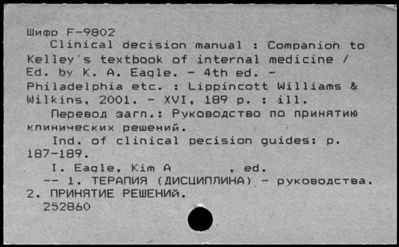 Шифр F-9802
Clinical decision manual : Companion to
Kelley's textbook of internal medicine /
Ed. by K. A. Eagle. - 4th ed. -
Philadelphia etc. : Lippincott Williams &
Wilkins, 2001. - XVI, 189 p. : ill.
Перевод загл.: Руководство по принятию
клинических решений.
Ind. of clinical pecision guides: p.
187-189.
I. Eagle, Kim A , ed.
-- 1. ТЕРАПИЯ (ДИСЦИПЛИНА) - руководства.
2. ПРИНЯТИЕ РЕШЕНИЙ.
252860